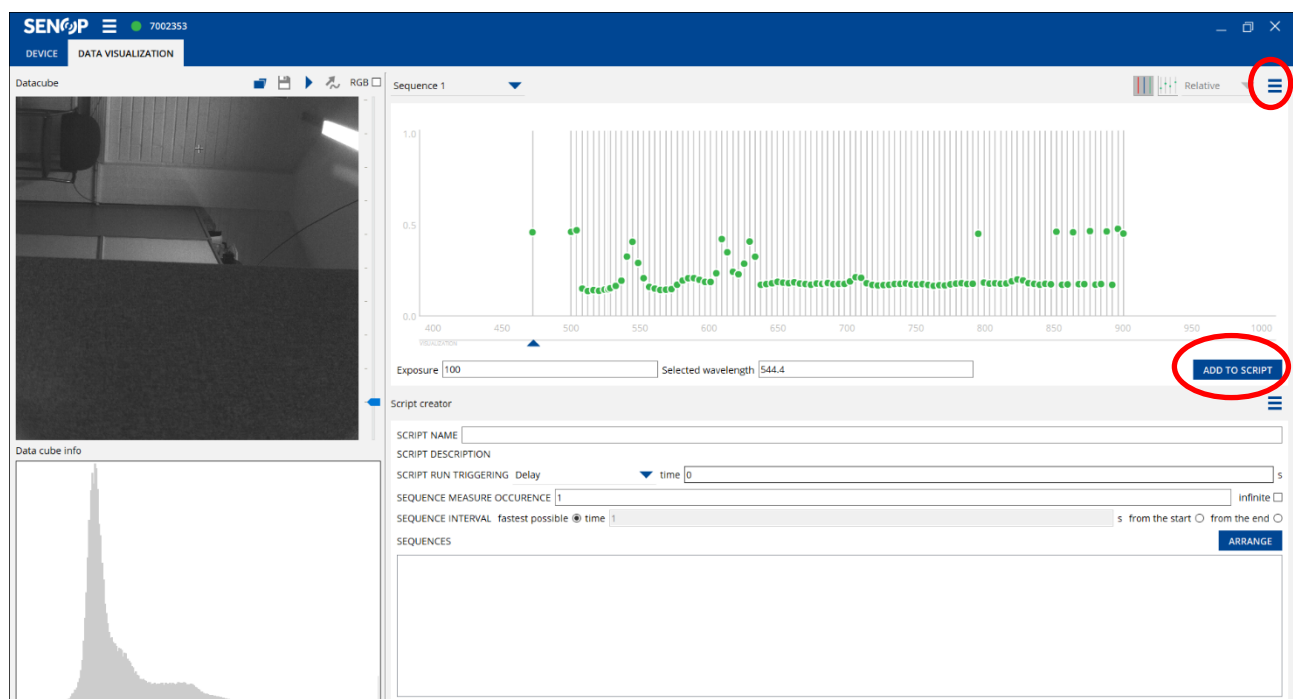 SENOP 7002353
DEVICE DATA VISUALIZATION
Datacube RGB
Sequence 1 Relative
1.0
0.5
0.0
400 450 500 550 600 650 700 750 800 850 900 950 1000
VISUALIZATION
Exposure 100 Selected wavelength 544.4 ADD TO SCRIPT
Script creator
SCRIPT NAME
Data cube info
SCRIPT DESCRIPTION
SCRIPT RUN TRIGGERING Delay time 0 s
SEQUENCE MEASURE OCCURENCE 1 infinite
SEQUENCE INTERVAL fastest possible time 1 s from the start from the end
SEQUENCES ARRANGE